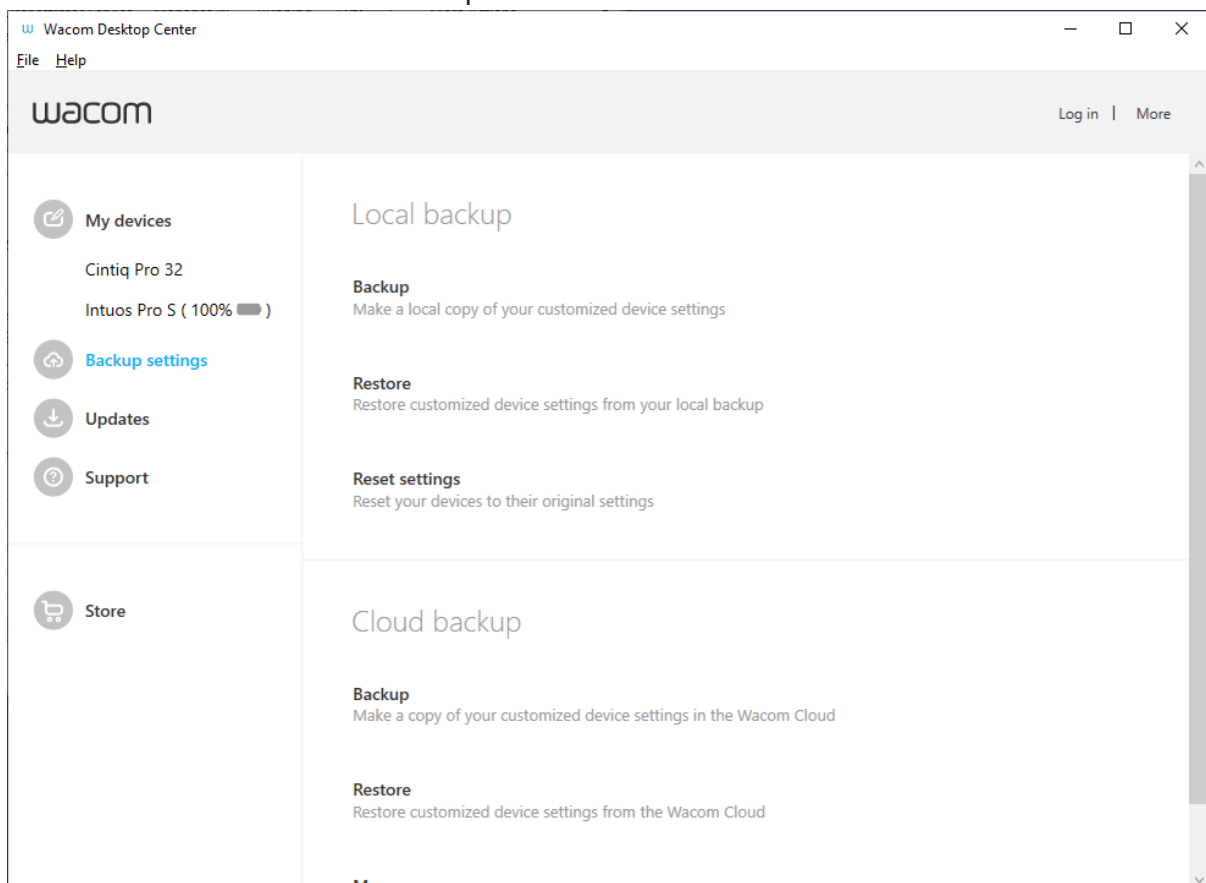 Wacom Desktop Center
File Help
wacom
Log in | More
My devices
Cintiq Pro 32
Intuos Pro S ( 100% )
Backup settings
Updates
Support
Store
Local backup
Backup
Make a local copy of your customized device settings
Restore
Restore customized device settings from your local backup
Reset settings
Reset your devices to their original settings
Cloud backup
Backup
Make a copy of your customized device settings in the Wacom Cloud
Restore
Restore customized device settings from the Wacom Cloud